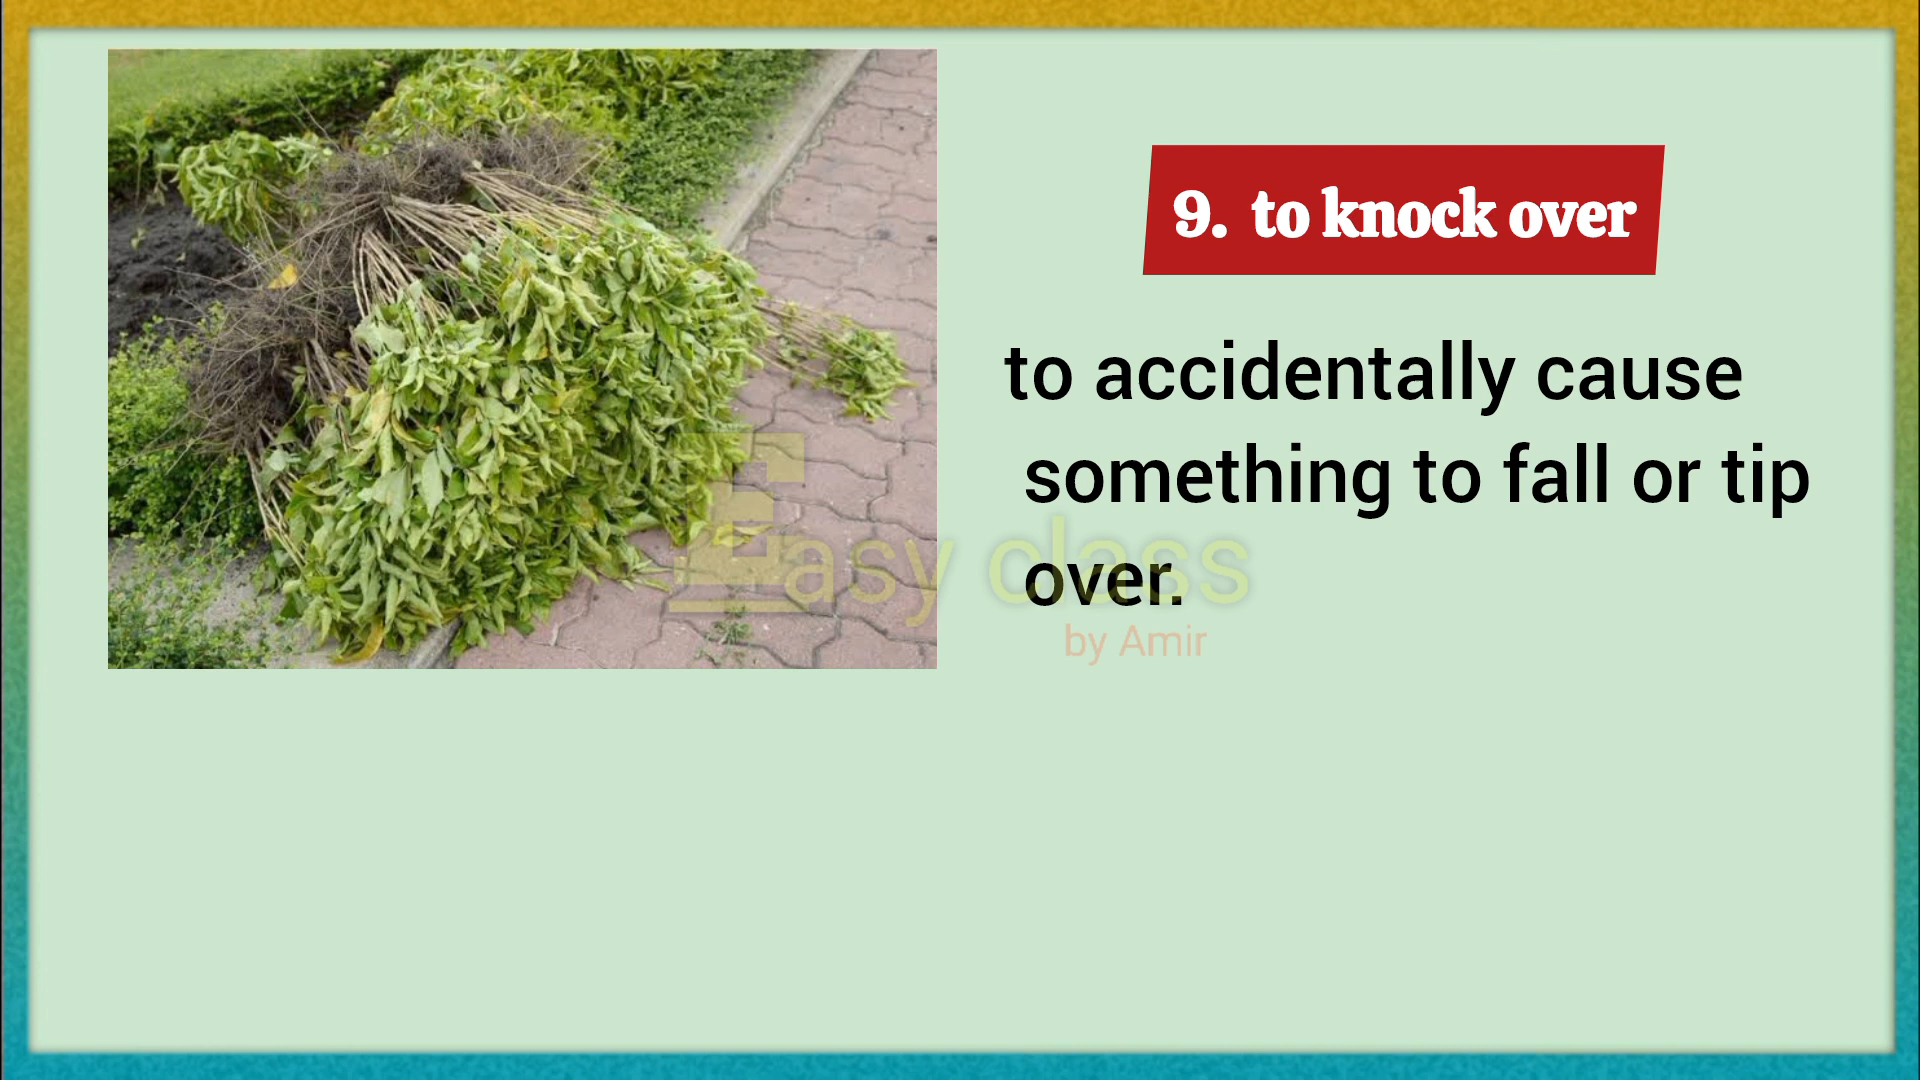 9. to knock over
to accidentally cause
something to fall or tip
over.
Easy class
by Amir